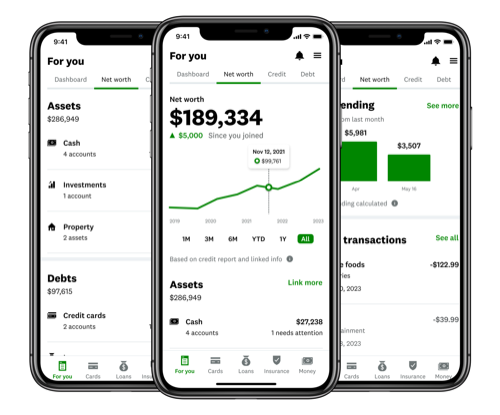 9:41
For you
Dashboard Net worth C
Assets
$286,949
Cash
4 accounts
Investments
1 account
Property
2 assets
Debts
$97,615
Credit cards
2 accounts
For you Cards Loans Insu
9:41
For you
Dashboard Net worth Credit Debt
Net worth
$189,334
▲ $5,000 Since you joined
Nov 12, 2021
$99,761
2019 2020 2021 2022 2023
1M 3M 6M YTD 1Y All
Based on credit report and linked info
Assets Link more
$286,949
Cash $27,238
4 accounts 1 needs attention
For you Cards Loans Insurance Money
Net worth Credit Debt
ending See more
om last month
$5,981
$3,507
Apr May 16
ding calculated
transactions See all
e foods -$122.99
ries
0, 2023
-$39.99
ainment
, 2023
Loans Insurance Money